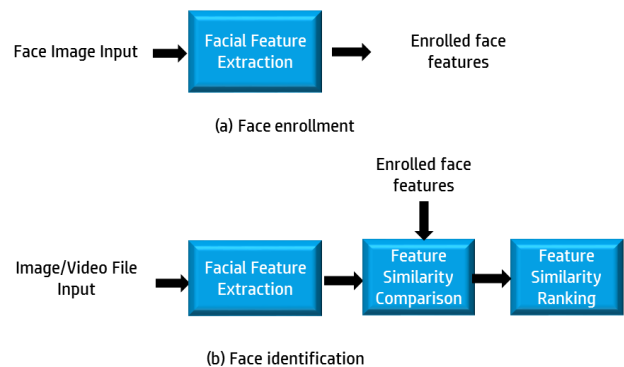 Face Image Input
Facial Feature
Extraction
Enrolled face
features
(a) Face enrollment
Enrolled face
features
Image/Video File
Input
Facial Feature
Extraction
Feature
Similarity
Comparison
Feature
Similarity
Ranking
(b) Face identification